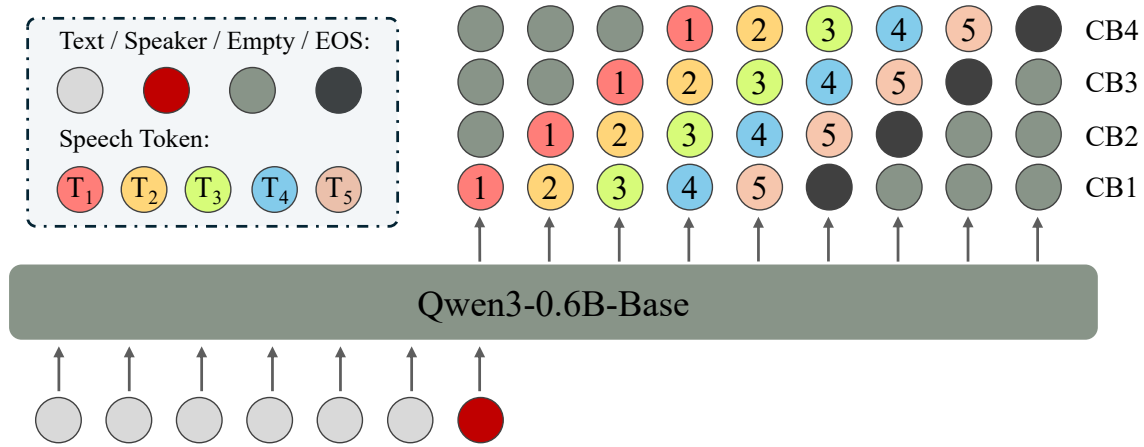 Text / Speaker / Empty / EOS:
Speech Token:
T₁ T₂ T₃ T₄ T₅
1 2 3 4 5 CB4
1 2 3 4 5 CB3
1 2 3 4 5 CB2
1 2 3 4 5 CB1
Qwen3-0.6B-Base